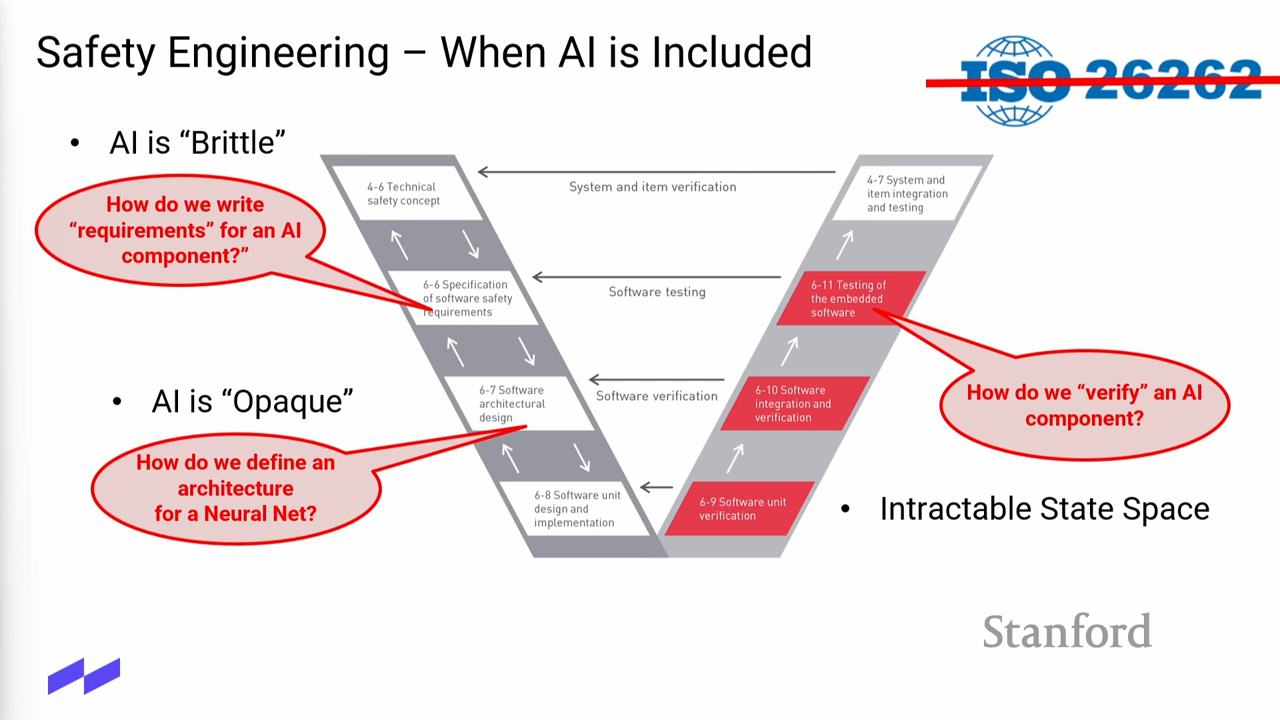 Safety Engineering – When AI is Included
ISO 26262
• AI is “Brittle”
How do we write
“requirements” for an AI
component?”
4-6 Technical
safety concept
System and item verification
4-7 System and
item integration
and testing
6-6 Specification
of software safety
requirements
Software testing
6-11 Testing of
the embedded
software
• AI is “Opaque”
How do we define an
architecture
for a Neural Net?
6-7 Software
architectural
design
Software verification
6-10 Software
integration and
verification
How do we “verify” an AI
component?
6-8 Software unit
design and
implementation
6-9 Software unit
verification
• Intractable State Space
Stanford